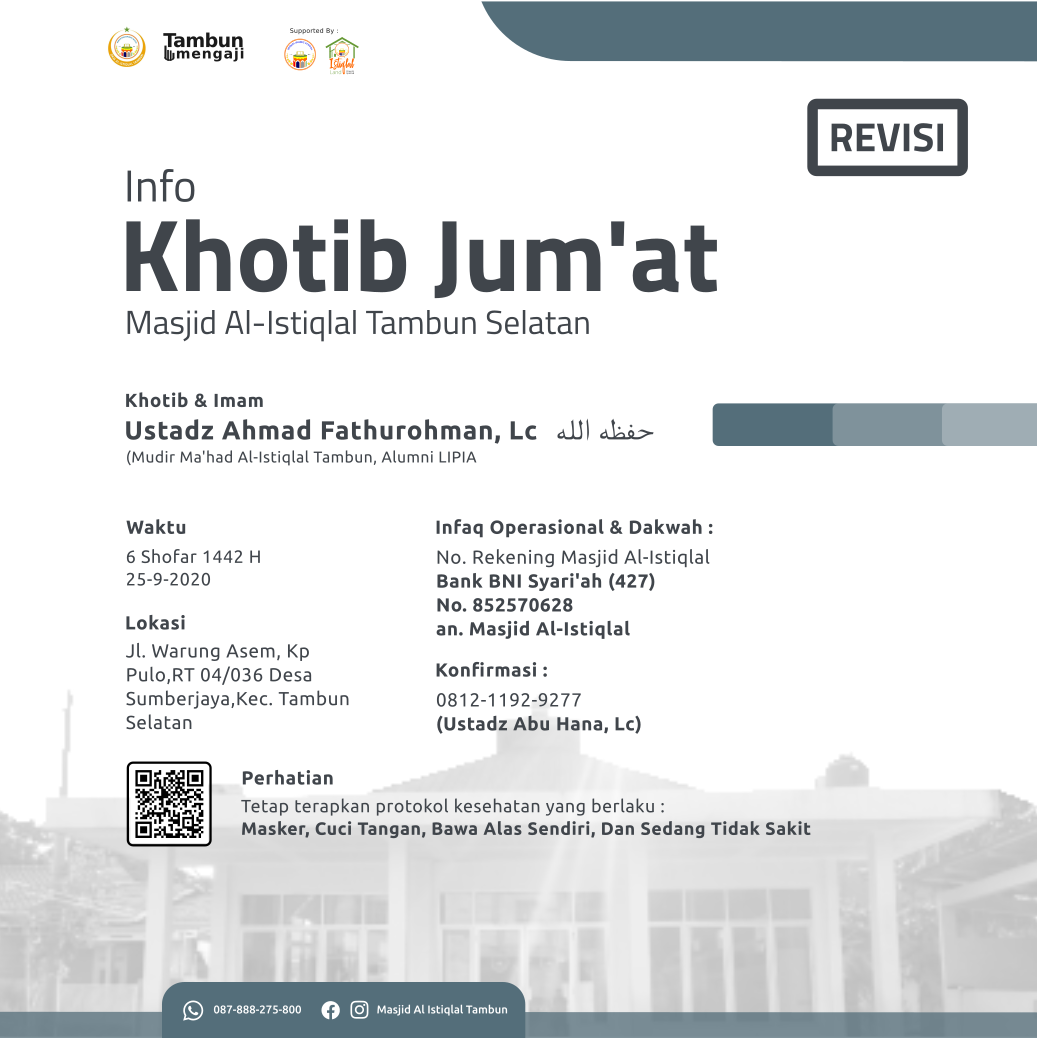 Tambun
mengaji
Supported By :
Istiqlal
REVISI
Info
Khotib Jum'at
Masjid Al-Istiqlal Tambun Selatan
Khotib & Imam
Ustadz Ahmad Fathurohman, Lc حفظه الله
(Mudir Ma'had Al-Istiqlal Tambun, Alumni LIPIA
Waktu
6 Shofar 1442 H
25-9-2020
Lokasi
Jl. Warung Asem, Kp
Pulo,RT 04/036 Desa
Sumberjaya,Kec. Tambun
Selatan
Infaq Operasional & Dakwah :
No. Rekening Masjid Al-Istiqlal
Bank BNI Syari'ah (427)
No. 852570628
an. Masjid Al-Istiqlal
Konfirmasi :
0812-1192-9277
(Ustadz Abu Hana, Lc)
Perhatian
Tetap terapkan protokol kesehatan yang berlaku :
Masker, Cuci Tangan, Bawa Alas Sendiri, Dan Sedang Tidak Sakit
087-888-275-800
Masjid Al Istiqlal Tambun